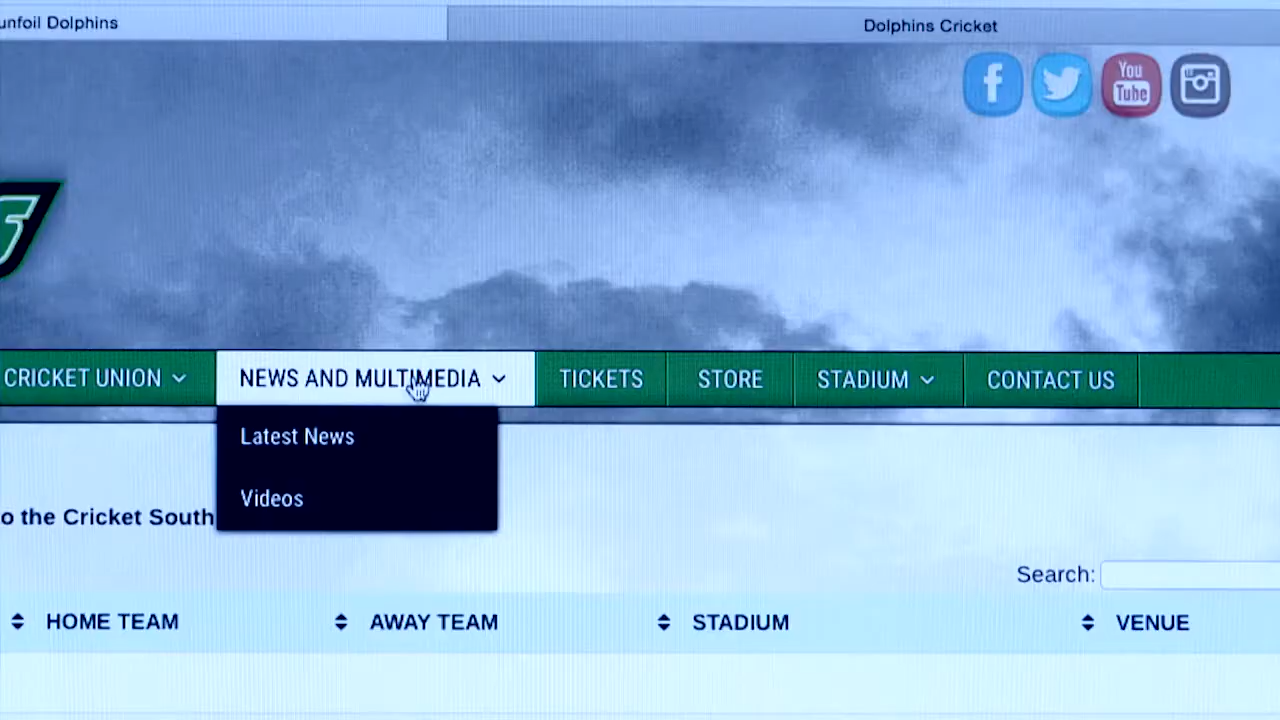 unfoil Dolphins
Dolphins Cricket
f
You
Tube
S
CRICKET UNION
NEWS AND MULTIMEDIA
TICKETS
STORE
STADIUM
CONTACT US
Latest News
Videos
o the Cricket South
Search:
HOME TEAM
AWAY TEAM
STADIUM
VENUE